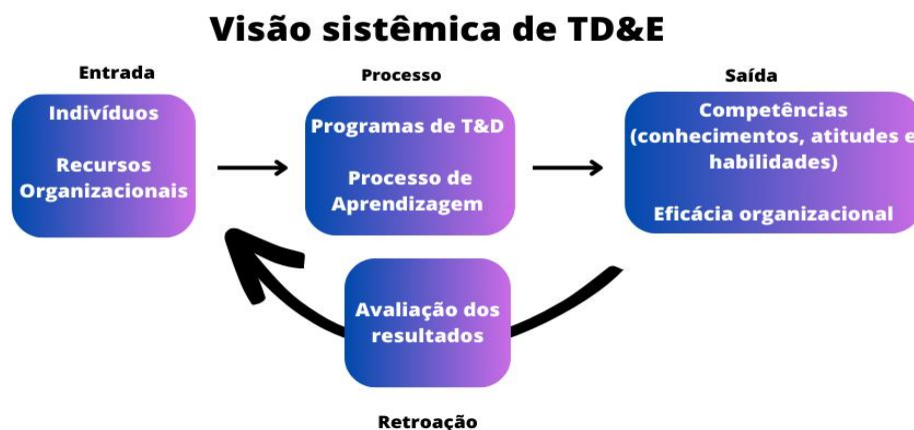 Visão sistêmica de TD&E
Entrada
Indivíduos
Recursos
Organizacionais
Processo
Programas de T&D
Processo de
Aprendizagem
Saída
Competências
(conhecimentos, atitudes e
habilidades)
Eficácia organizacional
Avaliação dos
resultados
Retroação